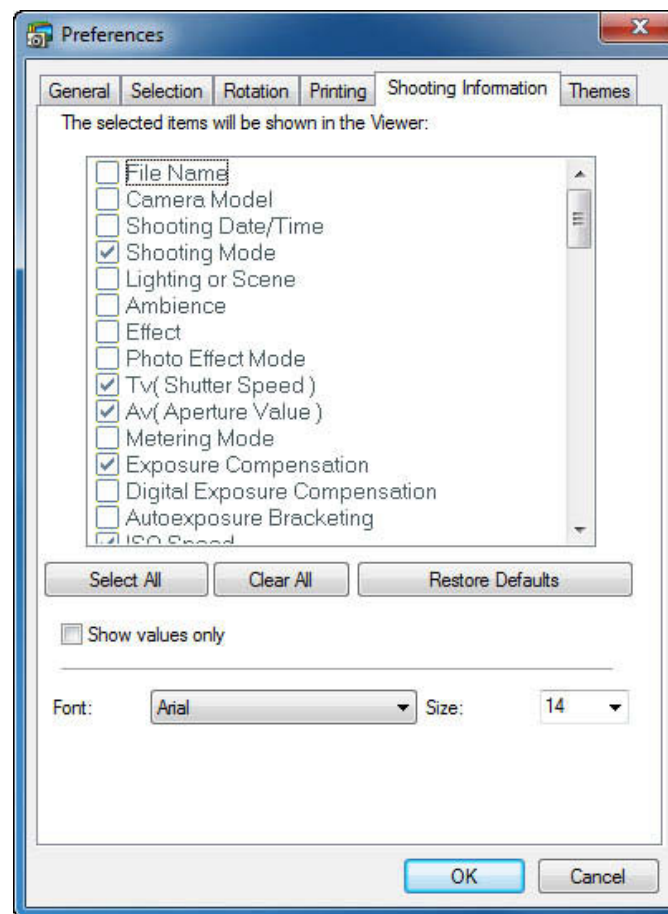 Preferences
General Selection Rotation Printing Shooting Information Themes
The selected items will be shown in the Viewer:
File Name
Camera Model
Shooting Date/Time
Shooting Mode
Lighting or Scene
Ambience
Effect
Photo Effect Mode
Tv( Shutter Speed )
Av( Aperture Value )
Metering Mode
Exposure Compensation
Digital Exposure Compensation
Autoexposure Bracketing
ISO Speed
Select All Clear All Restore Defaults
Show values only
Font: Arial Size: 14
OK Cancel